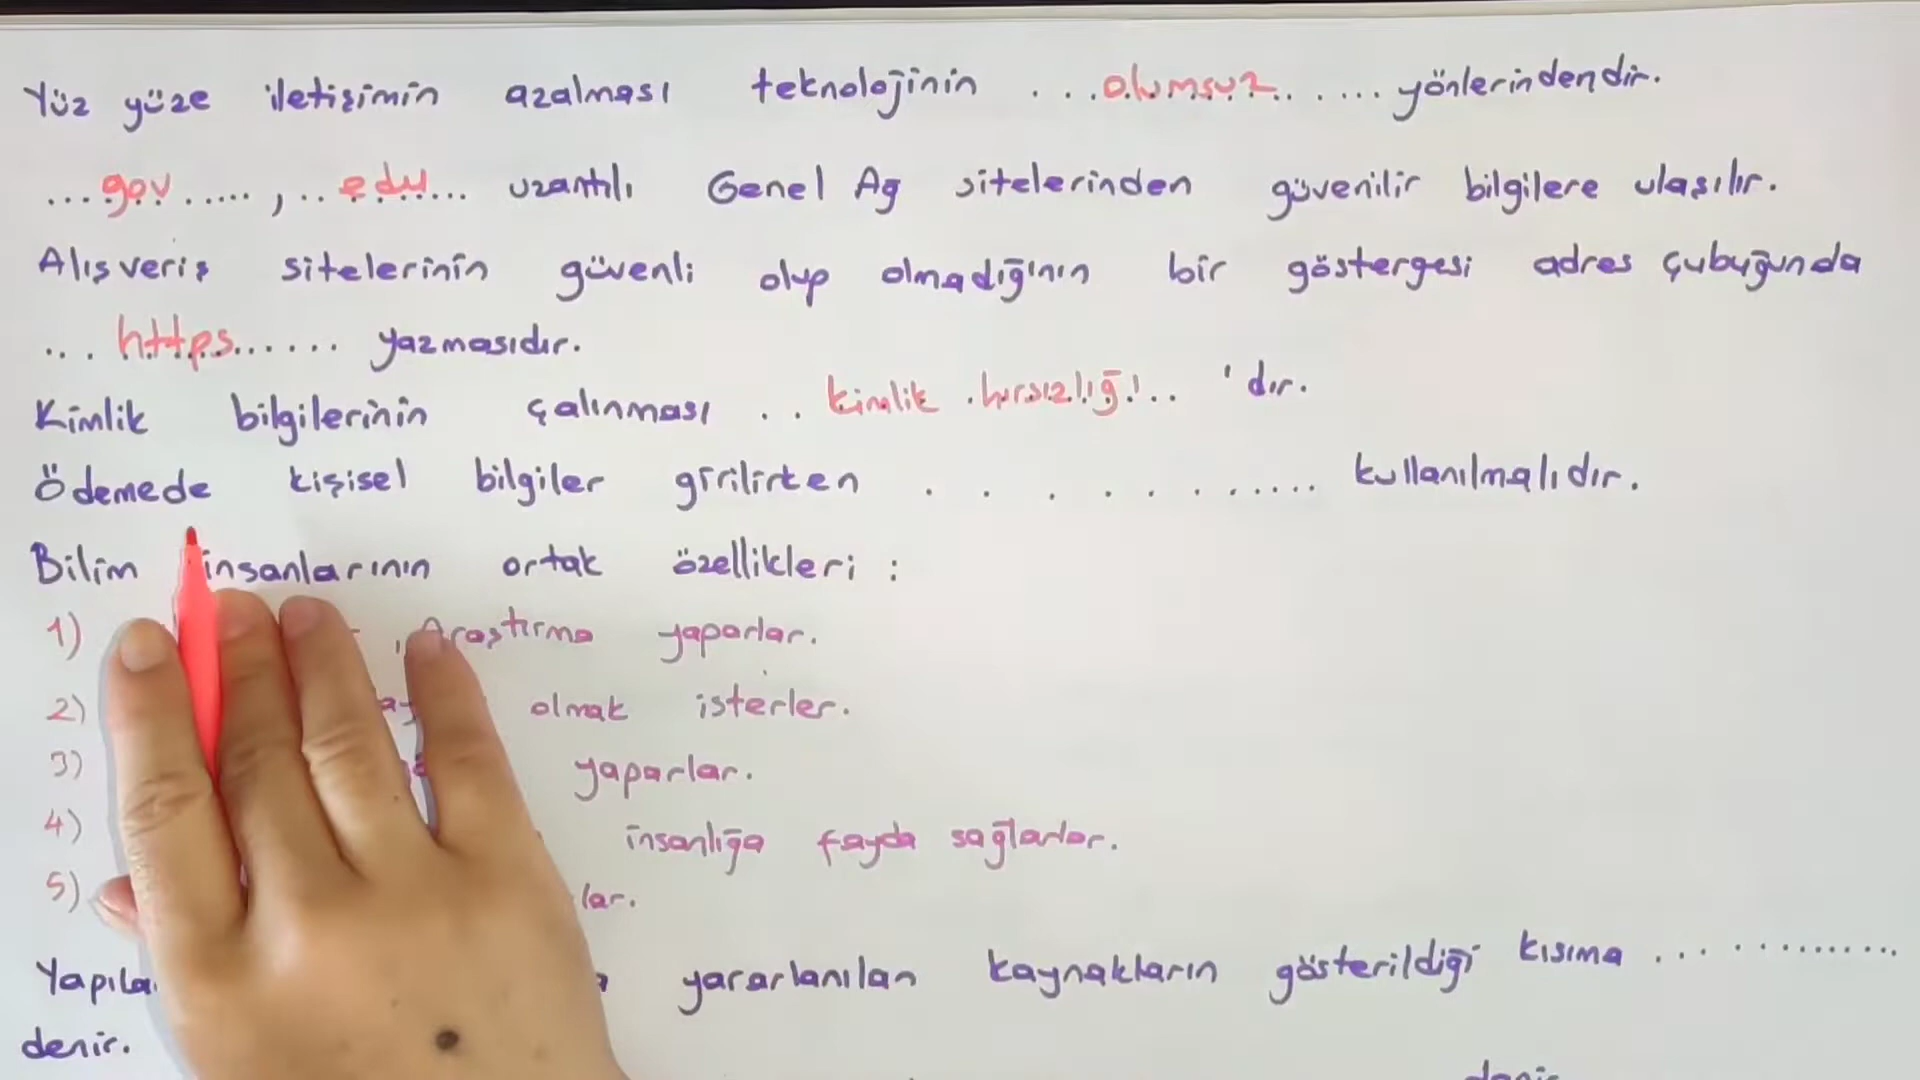 Yüz yüze iletişimin azalması teknolojinin ...olumsuz...... yönlerindendir.
...gov....., ..edu... uzantılı Genel Ag sitelerinden güvenilir bilgilere ulaşılır.
Alışveriş sitelerinin güvenli olup olmadığının bir göstergesi adres çubuğunda
... https...... yazmasıdır.
Kimlik bilgilerinin çalınması .. kimlik hırsızlığı.. 'dır.
Ödemede kişisel bilgiler girilirken . . . . . ....... kullanılmalıdır.
Bilim insanlarının ortak özellikleri :
1) Araştırma yaparlar.
2) olmak isterler.
3) yaparlar.
4) insanlığa fayda sağlarlar.
5) lar.
yararlanılan kaynakların gösterildiği kısıma ... ..........
denir.
denir